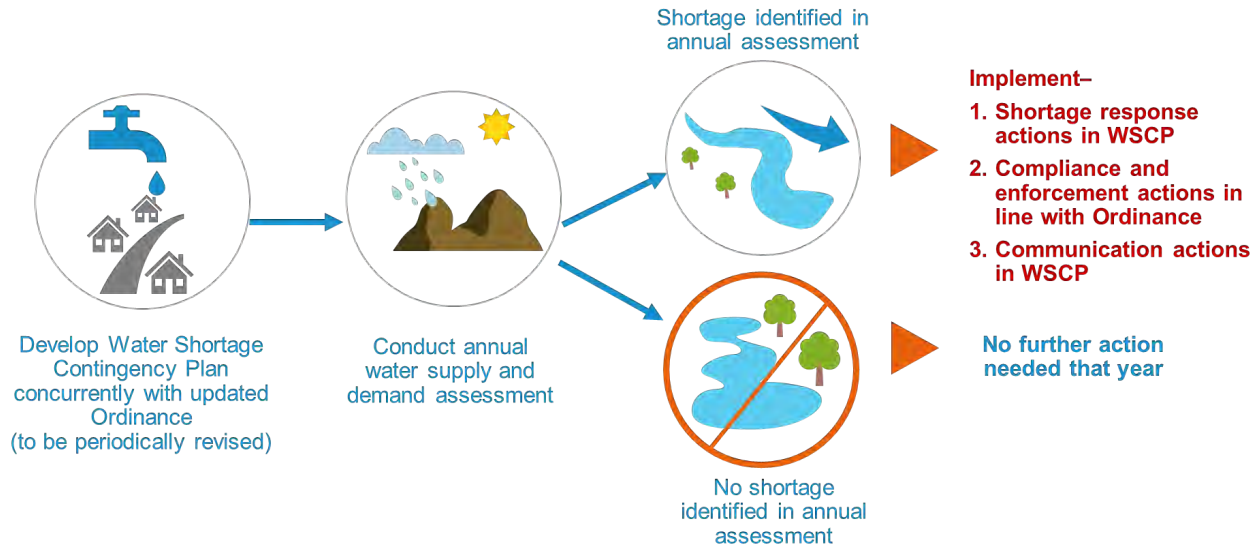 Develop Water Shortage
Contingency Plan
concurrently with updated
Ordinance
(to be periodically revised)
Conduct annual
water supply and
demand assessment
Shortage identified in
annual assessment
Implement–
1. Shortage response
actions in WSCP
2. Compliance and
enforcement actions in
line with Ordinance
3. Communication actions
in WSCP
No shortage
identified in annual
assessment
No further action
needed that year